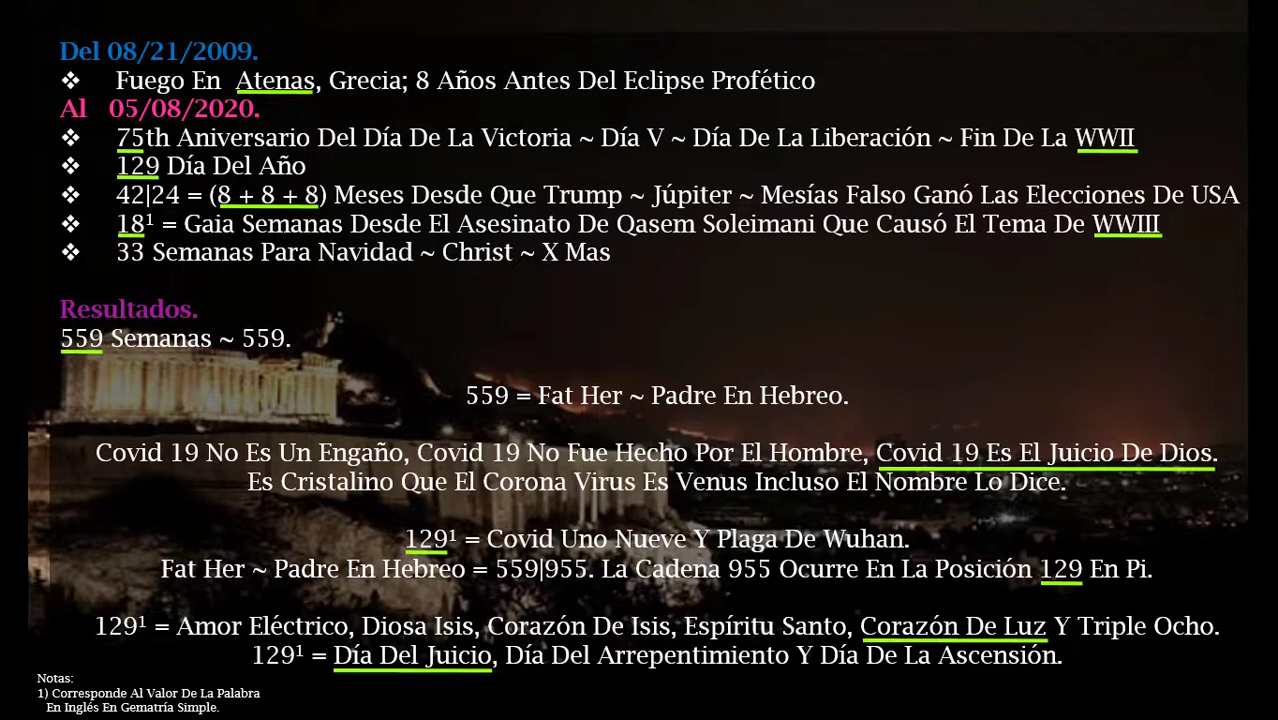 Del 08/21/2009.
❖ Fuego En Atenas, Grecia; 8 Años Antes Del Eclipse Profético
Al 05/08/2020.
❖ 75th Aniversario Del Día De La Victoria ~ Día V ~ Día De La Liberación ~ Fin De La WWII
❖ 129 Día Del Año
❖ 42|24 = (8 + 8 + 8) Meses Desde Que Trump ~ Júpiter ~ Mesías Falso Ganó Las Elecciones De USA
❖ 18¹ = Gaia Semanas Desde El Asesinato De Qasem Soleimani Que Causó El Tema De WWIII
❖ 33 Semanas Para Navidad ~ Christ ~ X Mas
Resultados.
559 Semanas ~ 559.
559 = Fat Her ~ Padre En Hebreo.
Covid 19 No Es Un Engaño, Covid 19 No Fue Hecho Por El Hombre, Covid 19 Es El Juicio De Dios.
Es Cristalino Que El Corona Virus Es Venus Incluso El Nombre Lo Dice.
129¹ = Covid Uno Nueve Y Plaga De Wuhan.
Fat Her ~ Padre En Hebreo = 559|955. La Cadena 955 Ocurre En La Posición 129 En Pi.
129¹ = Amor Eléctrico, Diosa Isis, Corazón De Isis, Espíritu Santo, Corazón De Luz Y Triple Ocho.
129¹ = Día Del Juicio, Día Del Arrepentimiento Y Día De La Ascensión.
Notas:
1) Corresponde Al Valor De La Palabra
En Inglés En Gematría Simple.